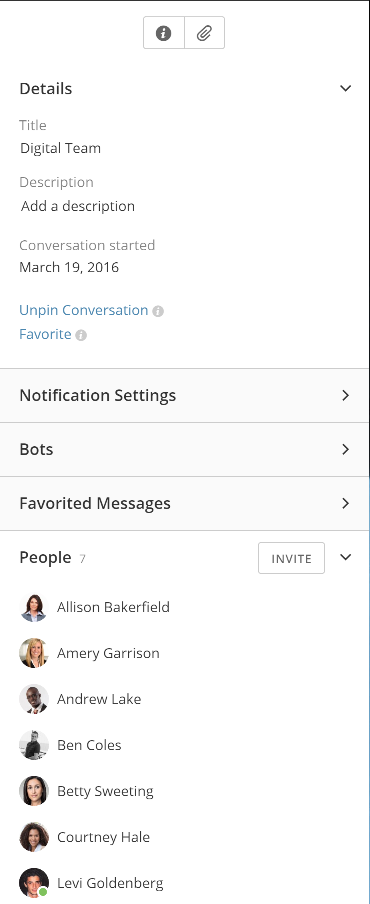 Details
Title
Digital Team
Description
Add a description
Conversation started
March 19, 2016
Unpin Conversation
Favorite
Notification Settings
Bots
Favorited Messages
People 7 INVITE
Allison Bakerfield
Amery Garrison
Andrew Lake
Ben Coles
Betty Sweeting
Courtney Hale
Levi Goldenberg